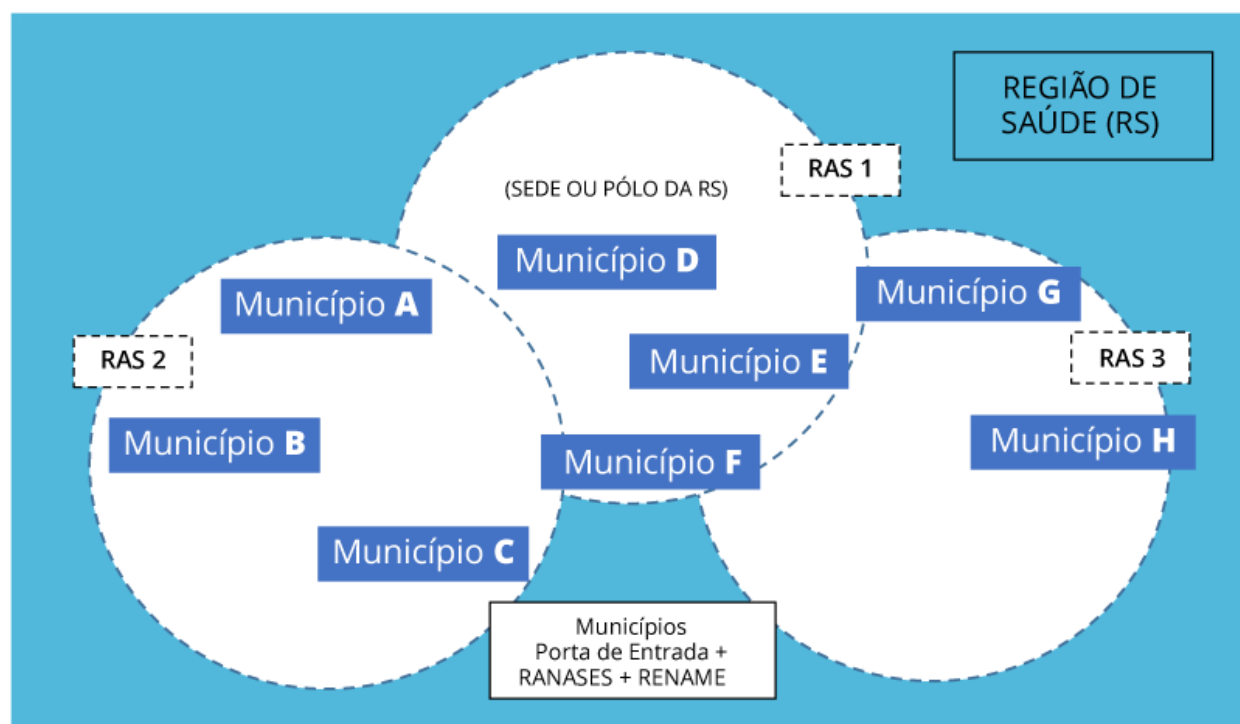 REGIÃO DE
SAÚDE (RS)
RAS 1
(SEDE OU PÓLO DA RS)
Município D
Município A
Município G
RAS 2
Município E
RAS 3
Município B
Município F
Município H
Município C
Municípios
Porta de Entrada +
RANASES + RENAME